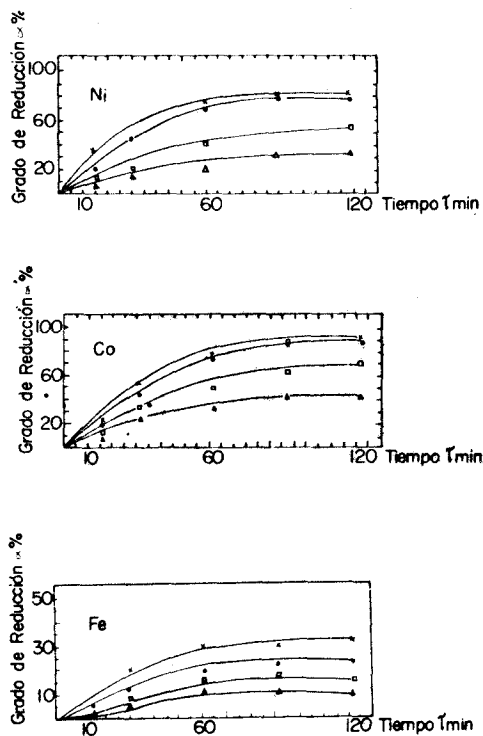 Grado de Reducción ∝ %
100
60
20
Ni
10
60
120
Tiempo τ min
Grado de Reducción ∝ %
100
60
20
Co
10
60
120
Tiempo τ min
Grado de Reducción ∝ %
50
30
10
Fe
10
60
120
Tiempo τ min